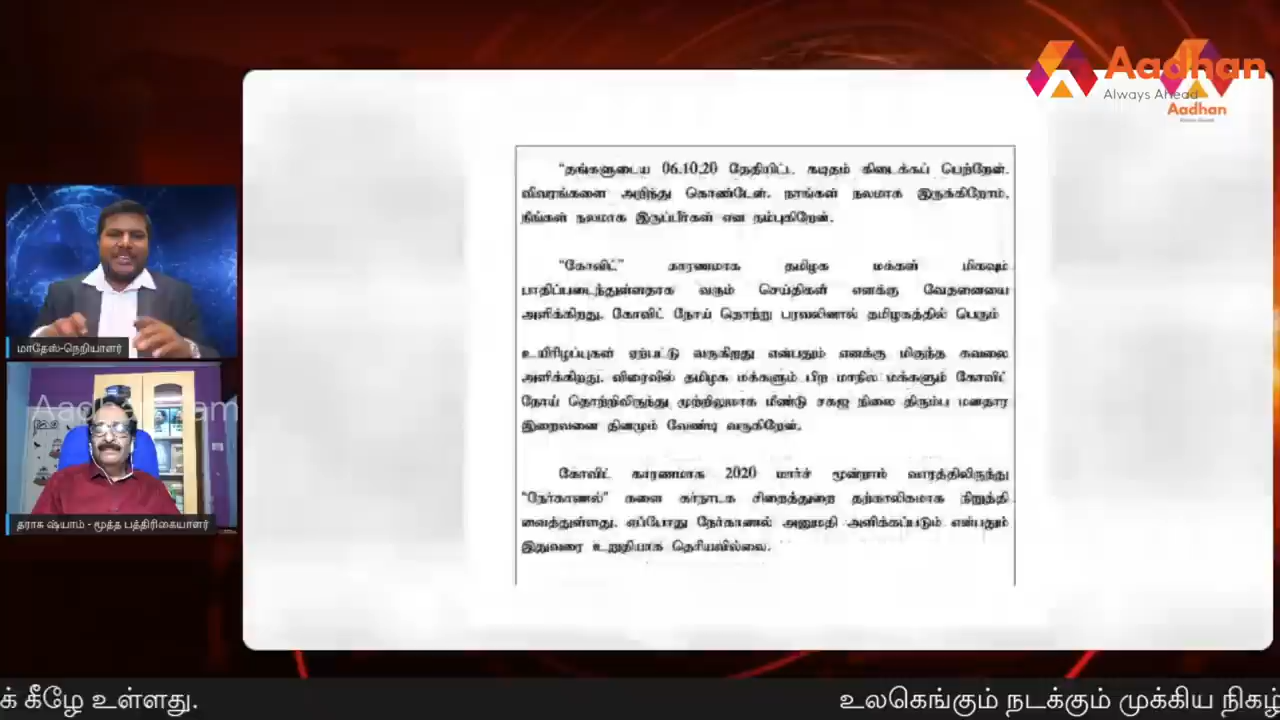 Aadhan
Always Ahead
Aadhan
"தங்களுடைய 06.10.20 தேதியிட்ட கடிதம் கிடைக்கப் பெற்றேன்.
விவரங்களை அறிந்து கொண்டேன். நாங்கள் நலமாக இருக்கிறோம்.
நீங்கள் நலமாக இருப்பீர்கள் என நம்புகிறேன்.
"கோவிட்" காரணமாக தமிழக மக்கள் மிகவும்
பாதிப்படைந்துள்ளதாக வரும் செய்திகள் எனக்கு வேதனையை
அளிக்கிறது. கோவிட் நோய் தொற்று பரவலினால் தமிழகத்தில் பெரும்
உயிரிழப்புகள் ஏற்பட்டு வருகிறது என்பதும் எனக்கு மிகுந்த கவலை
அளிக்கிறது. விரைவில் தமிழக மக்களும் பிற மாநில மக்களும் கோவிட்
நோய் தொற்றிலிருந்து முற்றிலுமாக மீண்டு சகஜ நிலை திரும்ப மனதார
இறைவனை தினமும் வேண்டி வருகிறேன்.
கோவிட் காரணமாக 2020 மார்ச் மூன்றாம் வாரத்திலிருந்து
"நேர்காணல்" களை கர்நாடக சிறைத்துறை தற்காலிகமாக நிறுத்தி
வைத்துள்ளது. எப்போது நேர்காணல் அனுமதி அளிக்கப்படும் என்பதும்
இதுவரை உறுதியாக தெரியவில்லை.
மாதேஸ்-நெறியாளர்
தராசு ஷ்யாம் - மூத்த பத்திரிகையாளர்
க் கீழே உள்ளது.
உலகெங்கும் நடக்கும் முக்கிய நிகழ்